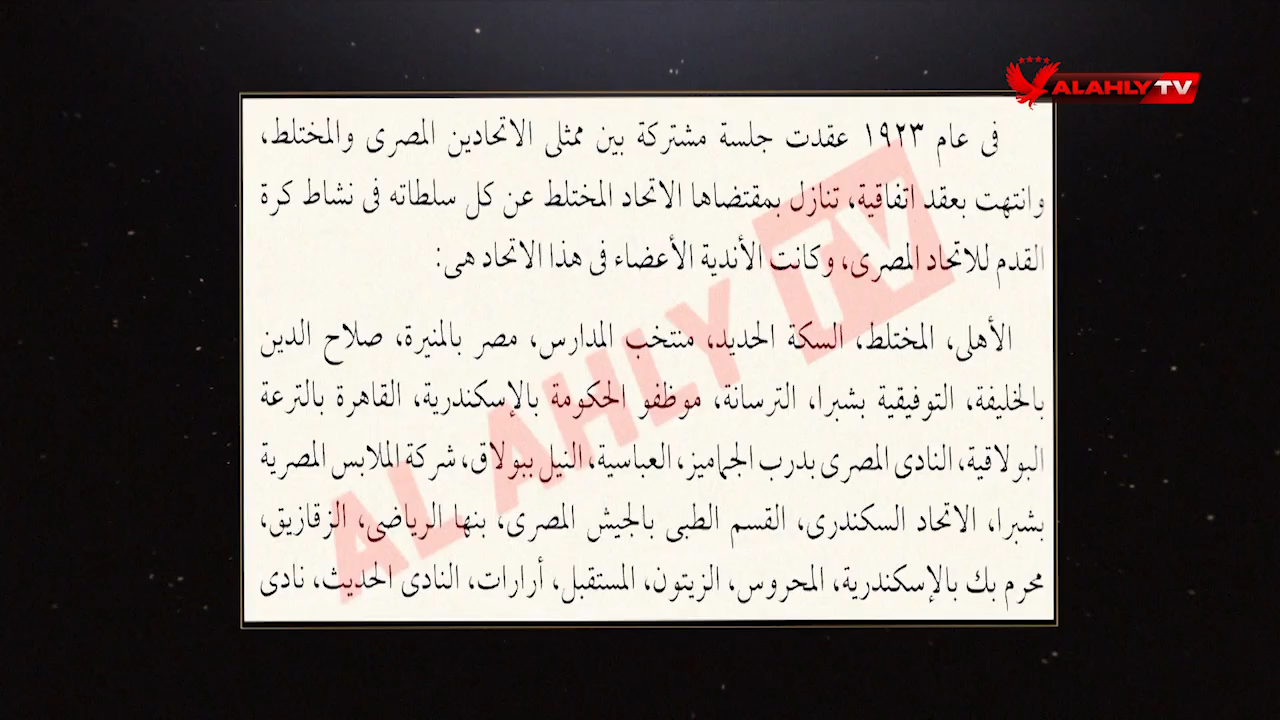 ALAHLY TV
فى عام ١٩٢٣ عقدت جلسة مشتركة بين ممثلى الاتحادين المصرى والمختلط،
وانتهت بعقد اتفاقية، تنازل بمقتضاها الاتحاد المختلط عن كل سلطاته فى نشاط كرة
القدم للاتحاد المصرى، وكانت الأندية الأعضاء فى هذا الاتحاد هى:
الأهلى، المختلط، السكة الحديد، منتخب المدارس، مصر بالمنيرة، صلاح الدين
بالخليفة، التوفيقية بشبرا، الترسانة، موظفو الحكومة بالإسكندرية، القاهرة بالترعة
البولاقية، النادى المصرى بدرب الجماميز، العباسية، النيل ببولاق، شركة الملابس المصرية
بشبرا، الاتحاد السكندرى، القسم الطبى بالجيش المصرى، بنها الرياضى، الزقازيق،
محرم بك بالإسكندرية، المحروس، الزيتون، المستقبل، أرارات، النادى الحديث، نادى
ALAHLY TV